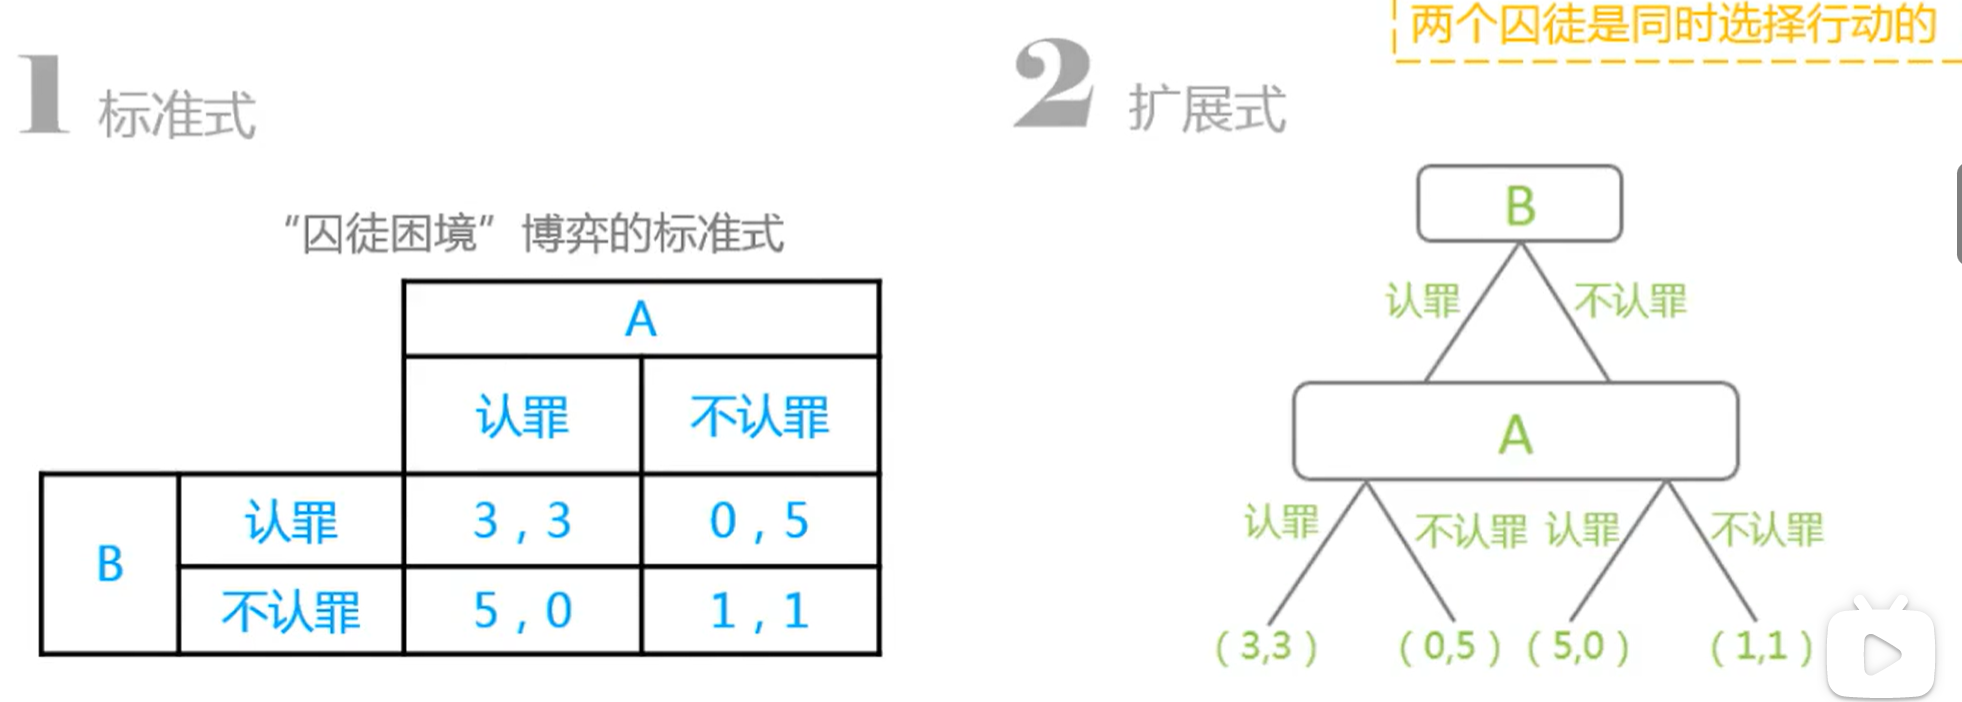 1 标准式
“囚徒困境”博弈的标准式
A
认罪 不认罪
B 认罪 3 , 3 0 , 5
不认罪 5 , 0 1 , 1
两个囚徒是同时选择行动的
2 扩展式
B
认罪 不认罪
A
认罪 不认罪 认罪 不认罪
( 3,3 ) ( 0,5 ) ( 5,0 ) ( 1,1 )